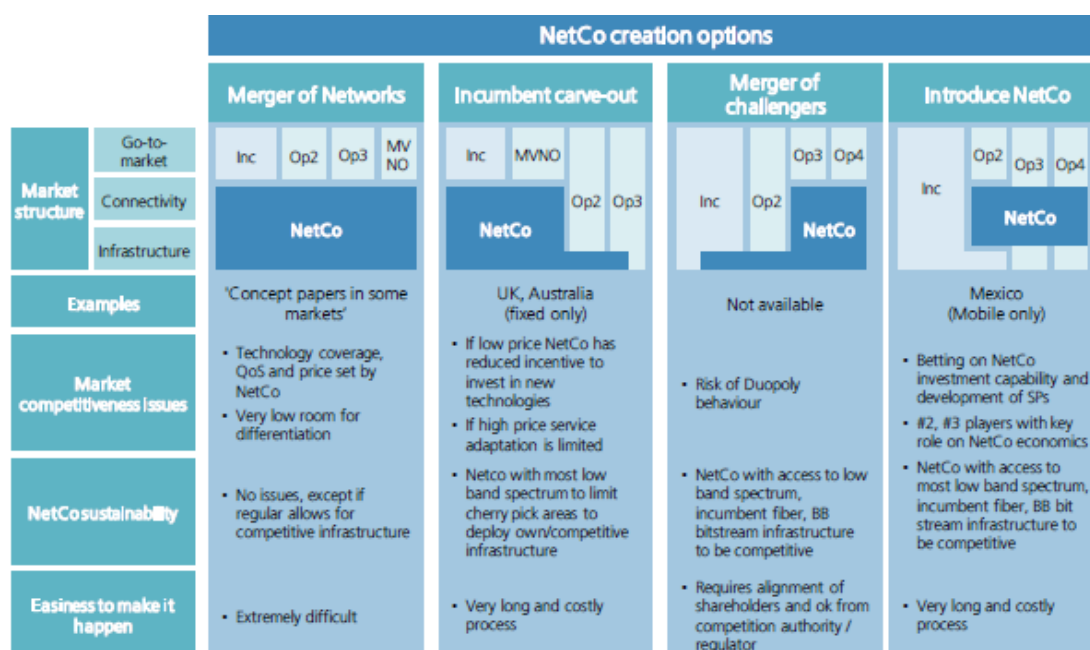 NetCo creation options
Merger of Networks
Incumbent carve-out
Merger of
challengers
Introduce NetCo
Market
structure
Go-to-
market
Connectivity
Infrastructure
Inc
Op2
Op3
MV
NO
NetCo
Inc
MVNO
Op2
Op3
NetCo
Inc
Op2
Op3
Op4
NetCo
Inc
Op2
Op3
Op4
NetCo
Examples
'Concept papers in some
markets'
UK, Australia
(fixed only)
Not available
Mexico
(Mobile only)
Market
competitiveness issues
• Technology coverage,
QoS and price set by
NetCo
• Very low room for
differentiation
• If low price NetCo has
reduced incentive to
invest in new
technologies
• If high price service
adaptation is limited
• Risk of Duopoly
behaviour
• Betting on NetCo
investment capability and
development of SPs
• #2, #3 players with key
role on NetCo economics
NetCo sustainability
• No issues, except if
regular allows for
competitive infrastructure
• Netco with most low
band spectrum to limit
cherry pick areas to
deploy own/competitive
infrastructure
• NetCo with access to low
band spectrum,
incumbent fiber, BB
bitstream infrastructure
to be competitive
• NetCo with access to
most low band spectrum,
incumbent fiber, BB bit
stream infrastructure to
be competitive
Easiness to make it
happen
• Extremely difficult
• Very long and costly
process
• Requires alignment of
shareholders and ok from
competition authority /
regulator
• Very long and costly
process